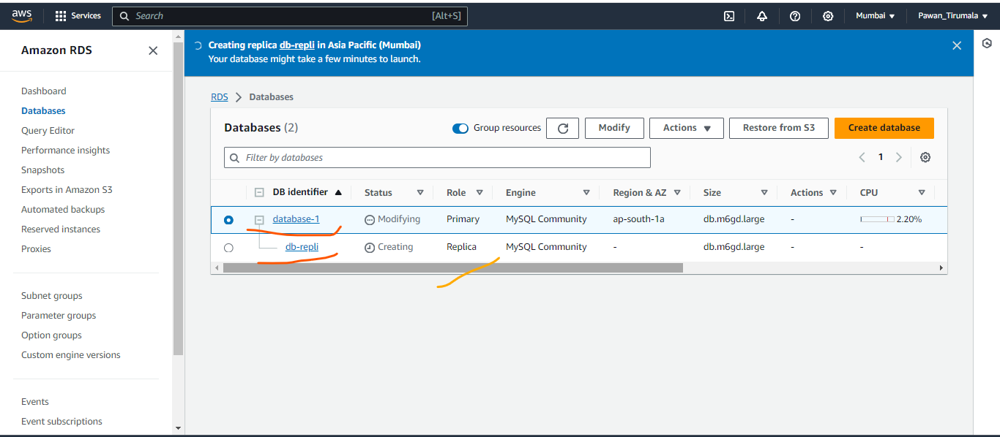 aws Services Search [Alt+S] Mumbai ▼ Pawan_Tirumala ▼
Amazon RDS
Dashboard
Databases
Query Editor
Performance insights
Snapshots
Exports in Amazon S3
Automated backups
Reserved instances
Proxies
Subnet groups
Parameter groups
Option groups
Custom engine versions
Events
Event subscriptions
Creating replica db-repli in Asia Pacific (Mumbai)
Your database might take a few minutes to launch.
RDS > Databases
Databases (2) Group resources Modify Actions ▼ Restore from S3 Create database
Filter by databases < 1 >
DB identifier ▲ Status ▼ Role ▼ Engine ▼ Region & AZ ▼ Size ▼ Actions ▼ CPU ▼
database-1 Modifying Primary MySQL Community ap-south-1a db.m6gd.large - 2.20%
db-repli Creating Replica MySQL Community - db.m6gd.large - -